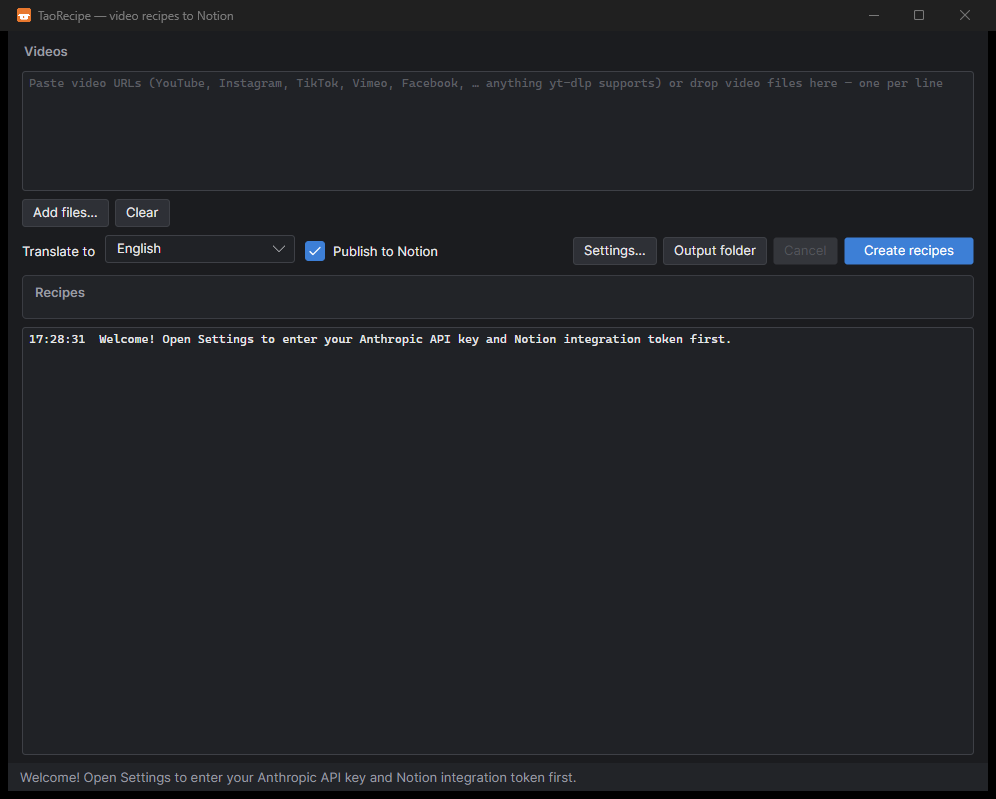 TaoRecipe — video recipes to Notion
Videos
Paste video URLs (YouTube, Instagram, TikTok, Vimeo, Facebook, … anything yt-dlp supports) or drop video files here — one per line
Add files...
Clear
Translate to
English
Publish to Notion
Settings...
Output folder
Cancel
Create recipes
Recipes
17:28:31 Welcome! Open Settings to enter your Anthropic API key and Notion integration token first.
Welcome! Open Settings to enter your Anthropic API key and Notion integration token first.